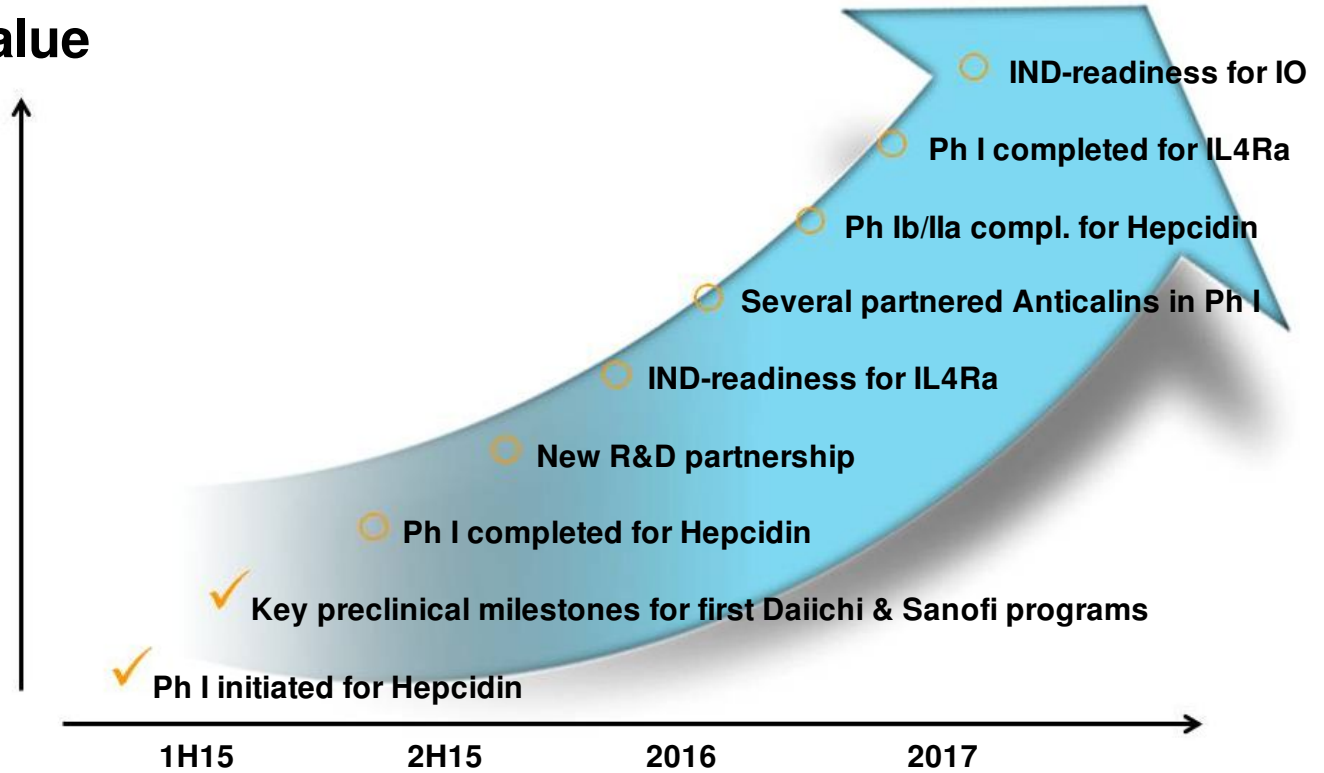 alue
IND-readiness for IO
Ph I completed for IL4Ra
Ph Ib/IIa compl. for Hepcidin
Several partnered Anticalins in Ph I
IND-readiness for IL4Ra
New R&D partnership
Ph I completed for Hepcidin
Key preclinical milestones for first Daiichi & Sanofi programs
Ph I initiated for Hepcidin
1H15 2H15 2016 2017